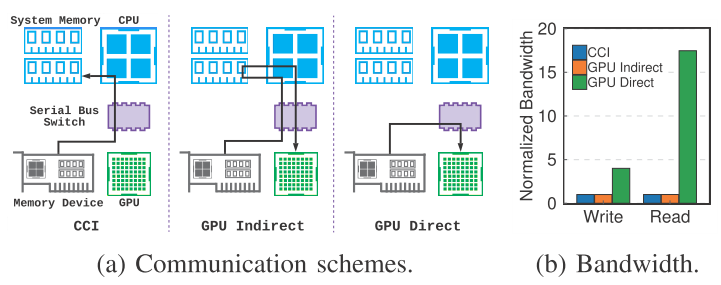 System Memory
CPU
Serial Bus
Switch
Memory Device
GPU
CCI
GPU Indirect
GPU Direct
(a) Communication schemes.
Normalized Bandwidth
20
15
10
5
0
CCI
GPU Indirect
GPU Direct
Write
Read
(b) Bandwidth.